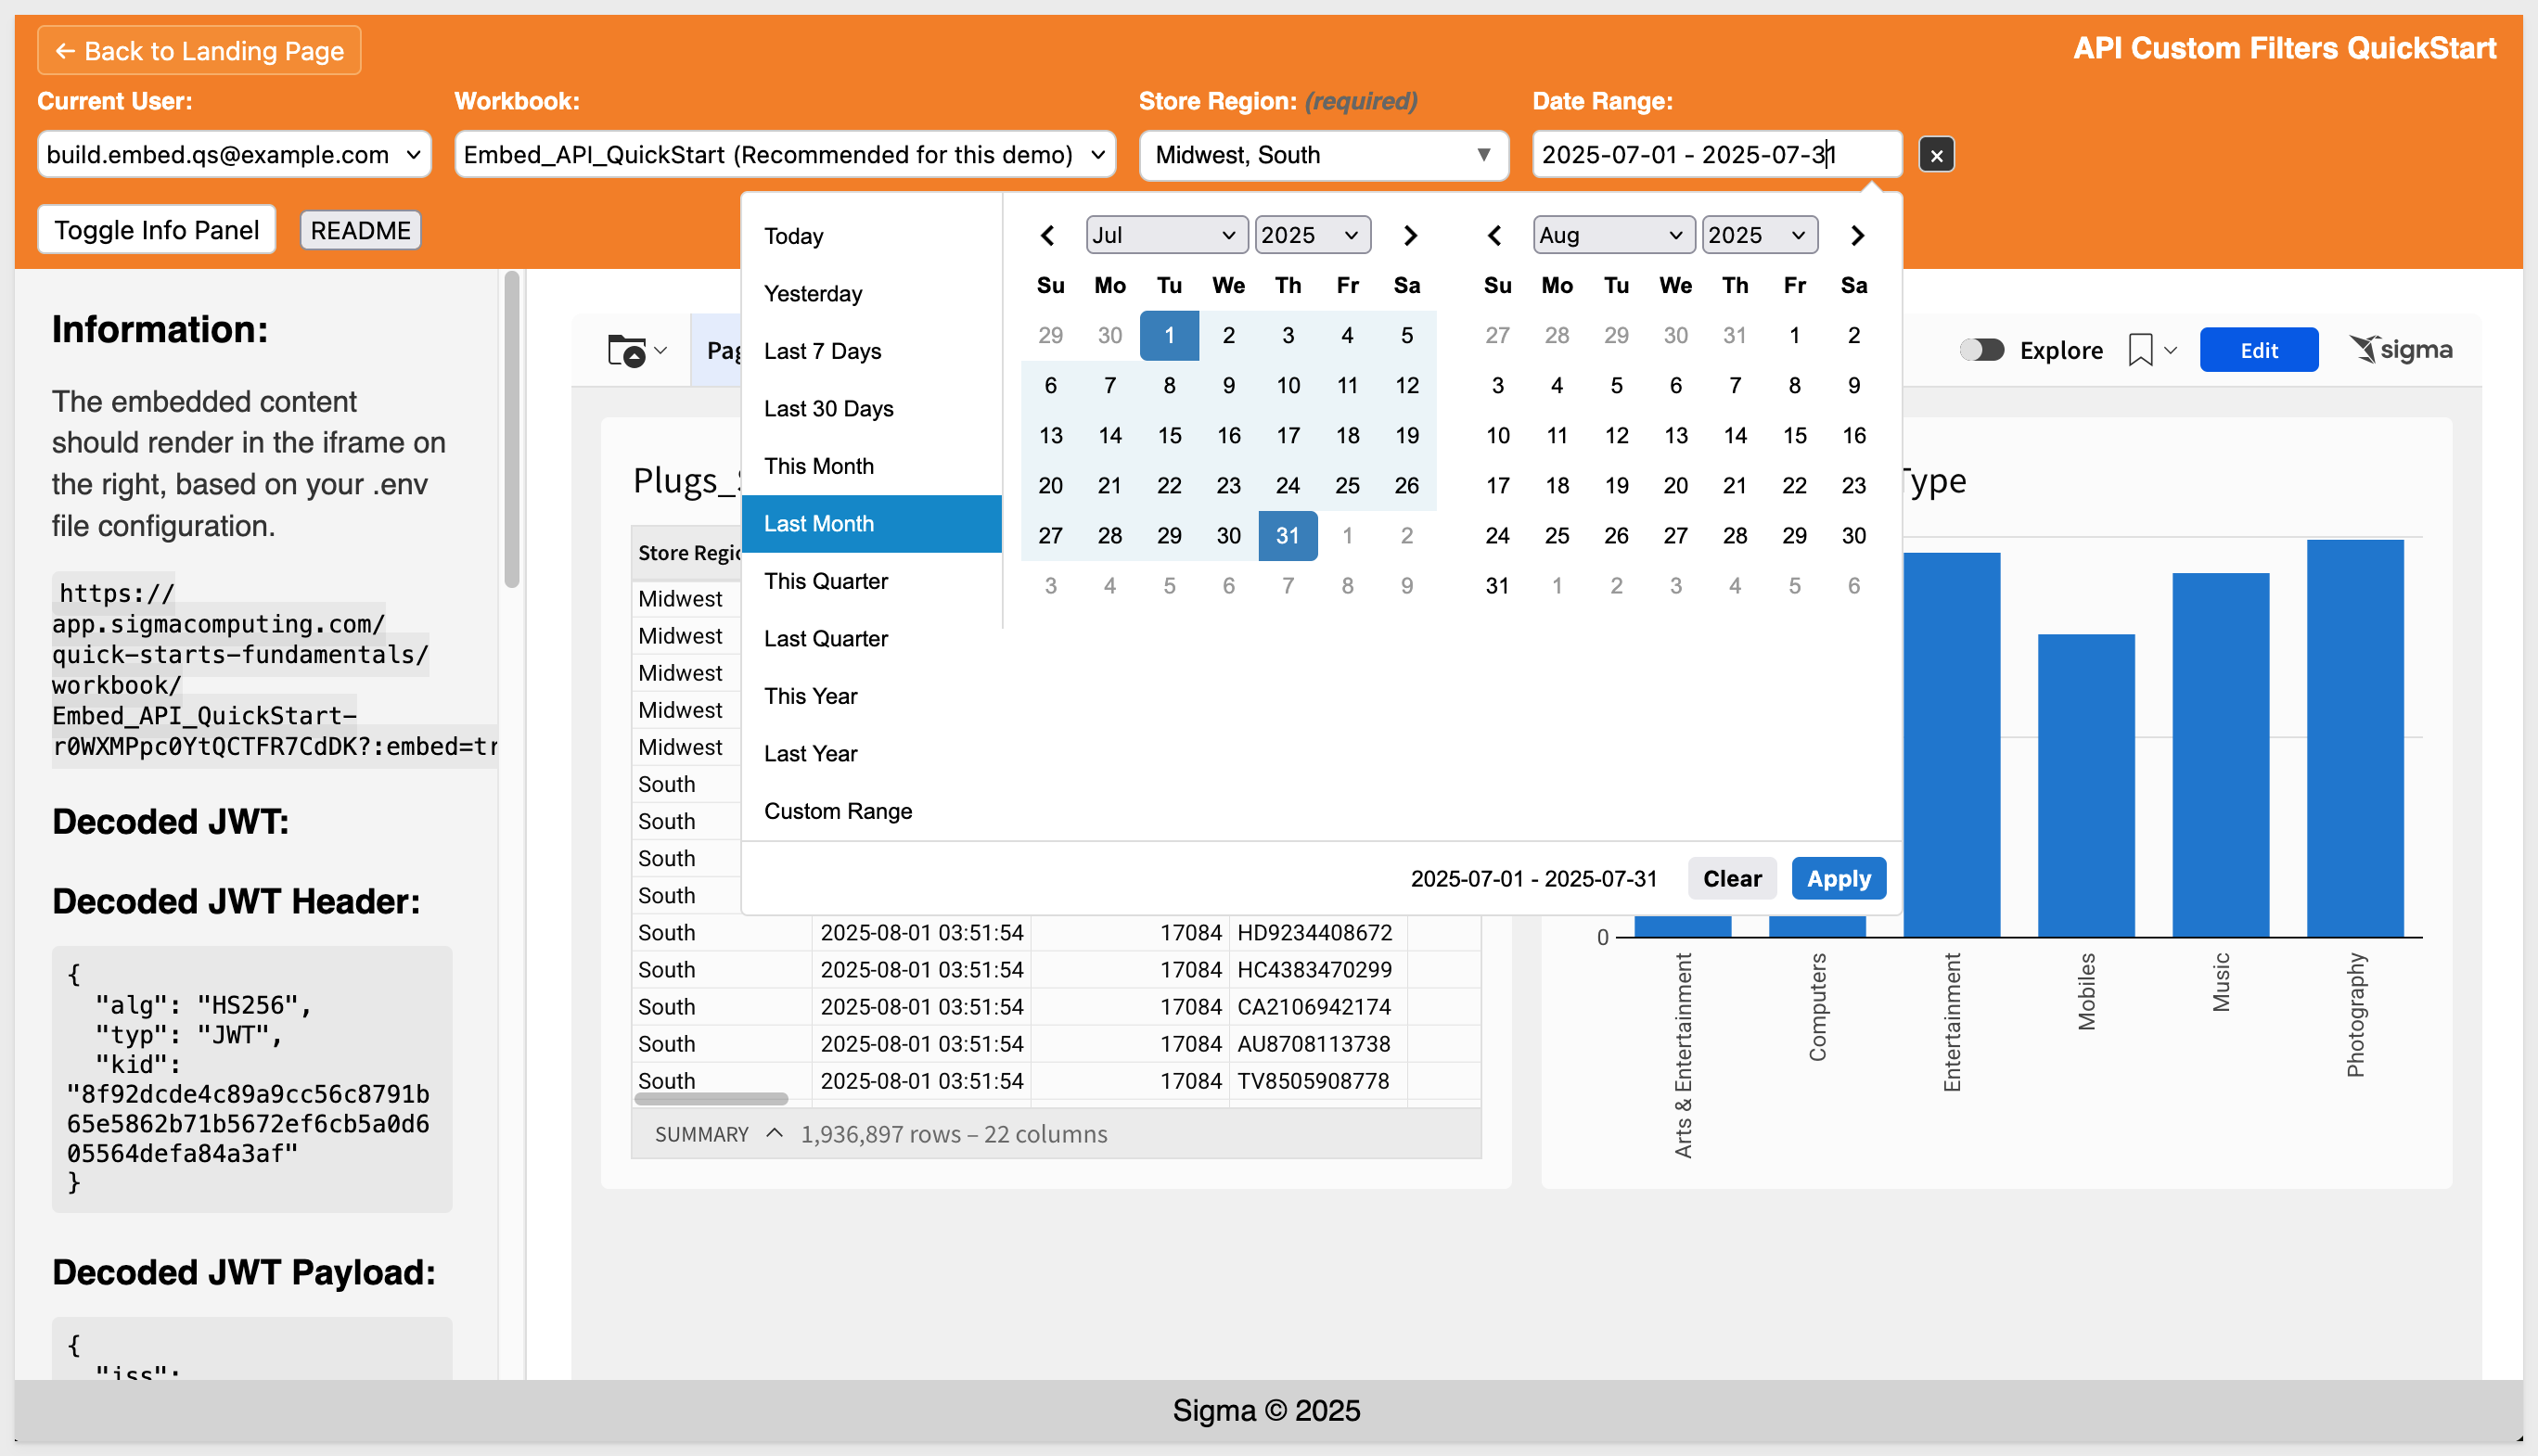 ← Back to Landing Page
API Custom Filters QuickStart
Current User:
Workbook:
Store Region: (required)
Date Range:
build.embed.qs@example.com
Embed_API_QuickStart (Recommended for this demo)
Midwest, South
2025-07-01 - 2025-07-31
×
Toggle Info Panel
README
Information:
The embedded content
should render in the iframe on
the right, based on your .env
file configuration.
https://
app.sigmacomputing.com/
quick-starts-fundamentals/
workbook/
Embed_API_QuickStart-
r0WXMPpc0YtQCTFR7CdDK?:embed=tr
Decoded JWT:
Decoded JWT Header:
{
"alg": "HS256",
"typ": "JWT",
"kid":
"8f92dcde4c89a9cc56c8791b
65e5862b71b5672ef6cb5a0d6
05564defa84a3af"
}
Decoded JWT Payload:
{
"iss":
Today
Yesterday
Last 7 Days
Last 30 Days
This Month
Last Month
This Quarter
Last Quarter
This Year
Last Year
Custom Range
Jul 2025
Su Mo Tu We Th Fr Sa
29 30 1 2 3 4 5
6 7 8 9 10 11 12
13 14 15 16 17 18 19
20 21 22 23 24 25 26
27 28 29 30 31 1 2
3 4 5 6 7 8 9
Aug 2025
Su Mo Tu We Th Fr Sa
27 28 29 30 31 1 2
3 4 5 6 7 8 9
10 11 12 13 14 15 16
17 18 19 20 21 22 23
24 25 26 27 28 29 30
31 1 2 3 4 5 6
2025-07-01 - 2025-07-31
Clear
Apply
Explore
Edit
sigma
Store Regio
Midwest
Midwest
Midwest
Midwest
Midwest
South
South
South
South
South 2025-08-01 03:51:54 17084 HD9234408672
South 2025-08-01 03:51:54 17084 HC4383470299
South 2025-08-01 03:51:54 17084 CA2106942174
South 2025-08-01 03:51:54 17084 AU8708113738
South 2025-08-01 03:51:54 17084 TV8505908778
SUMMARY 1,936,897 rows – 22 columns
Type
0
Arts & Entertainment
Computers
Entertainment
Mobiles
Music
Photography
Sigma © 2025